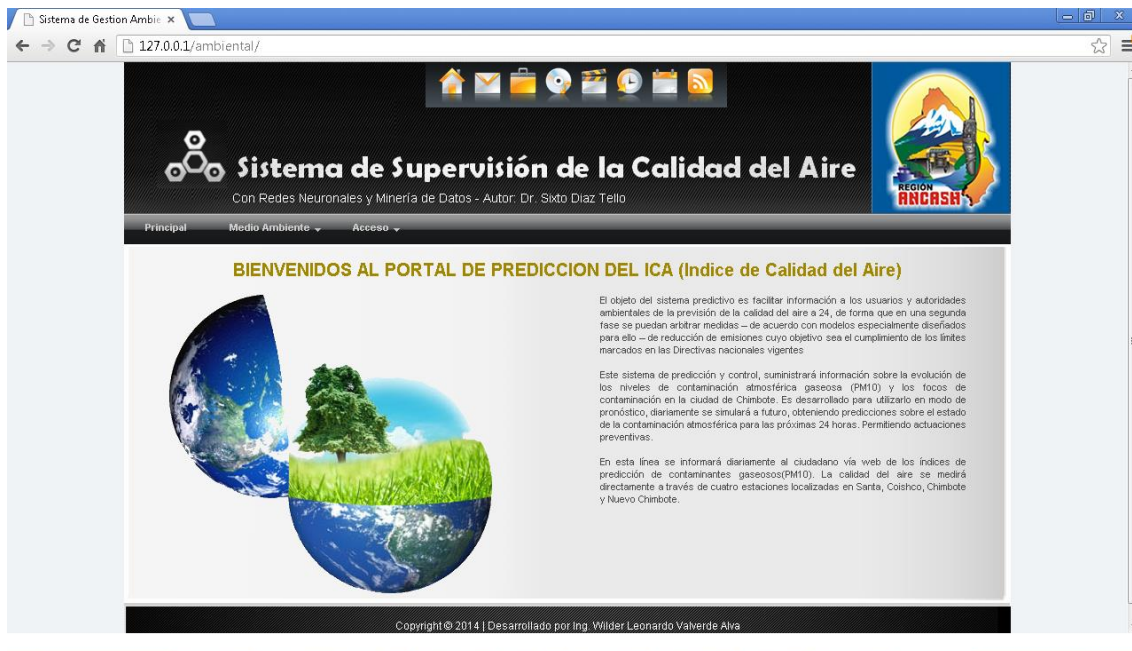 Sistema de Gestion Ambie
127.0.0.1/ambiental/
Sistema de Supervisión de la Calidad del Aire
Con Redes Neuronales y Minería de Datos - Autor: Dr. Sixto Diaz Tello
REGIÓN
ANCASH
Principal Medio Ambiente Acceso
BIENVENIDOS AL PORTAL DE PREDICCION DEL ICA (Indice de Calidad del Aire)
El objeto del sistema predictivo es facilitar información a los usuarios y autoridades
ambientales de la previsión de la calidad del aire a 24, de forma que en una segunda
fase se puedan arbitrar medidas – de acuerdo con modelos especialmente diseñados
para ello – de reducción de emisiones cuyo objetivo sea el cumplimiento de los límites
marcados en las Directivas nacionales vigentes
Este sistema de predicción y control, suministrará información sobre la evolución de
los niveles de contaminación atmosférica gaseosa (PM10) y los focos de
contaminación en la ciudad de Chimbote. Es desarrollado para utilizarlo en modo de
pronóstico, diariamente se simulará a futuro, obteniendo predicciones sobre el estado
de la contaminación atmosférica para las próximas 24 horas. Permitiendo actuaciones
preventivas.
En esta línea se informará diariamente al ciudadano vía web de los índices de
predicción de contaminantes gaseosos(PM10). La calidad del aire se medirá
directamente a través de cuatro estaciones localizadas en Santa, Coishco, Chimbote
y Nuevo Chimbote.
Copyright © 2014 | Desarrollado por Ing. Wilder Leonardo Valverde Alva